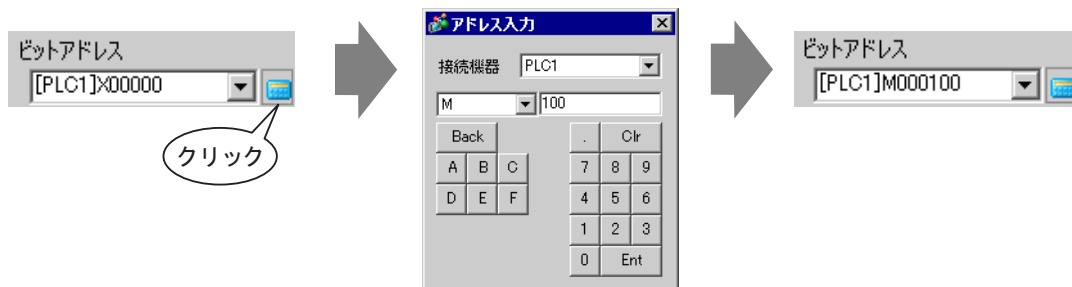 ビットアドレス
[PLC1]X00000
クリック
アドレス入力
接続機器 PLC1
M 100
Back . Clr
A B C 7 8 9
D E F 4 5 6
1 2 3
0 Ent
ビットアドレス
[PLC1]M000100